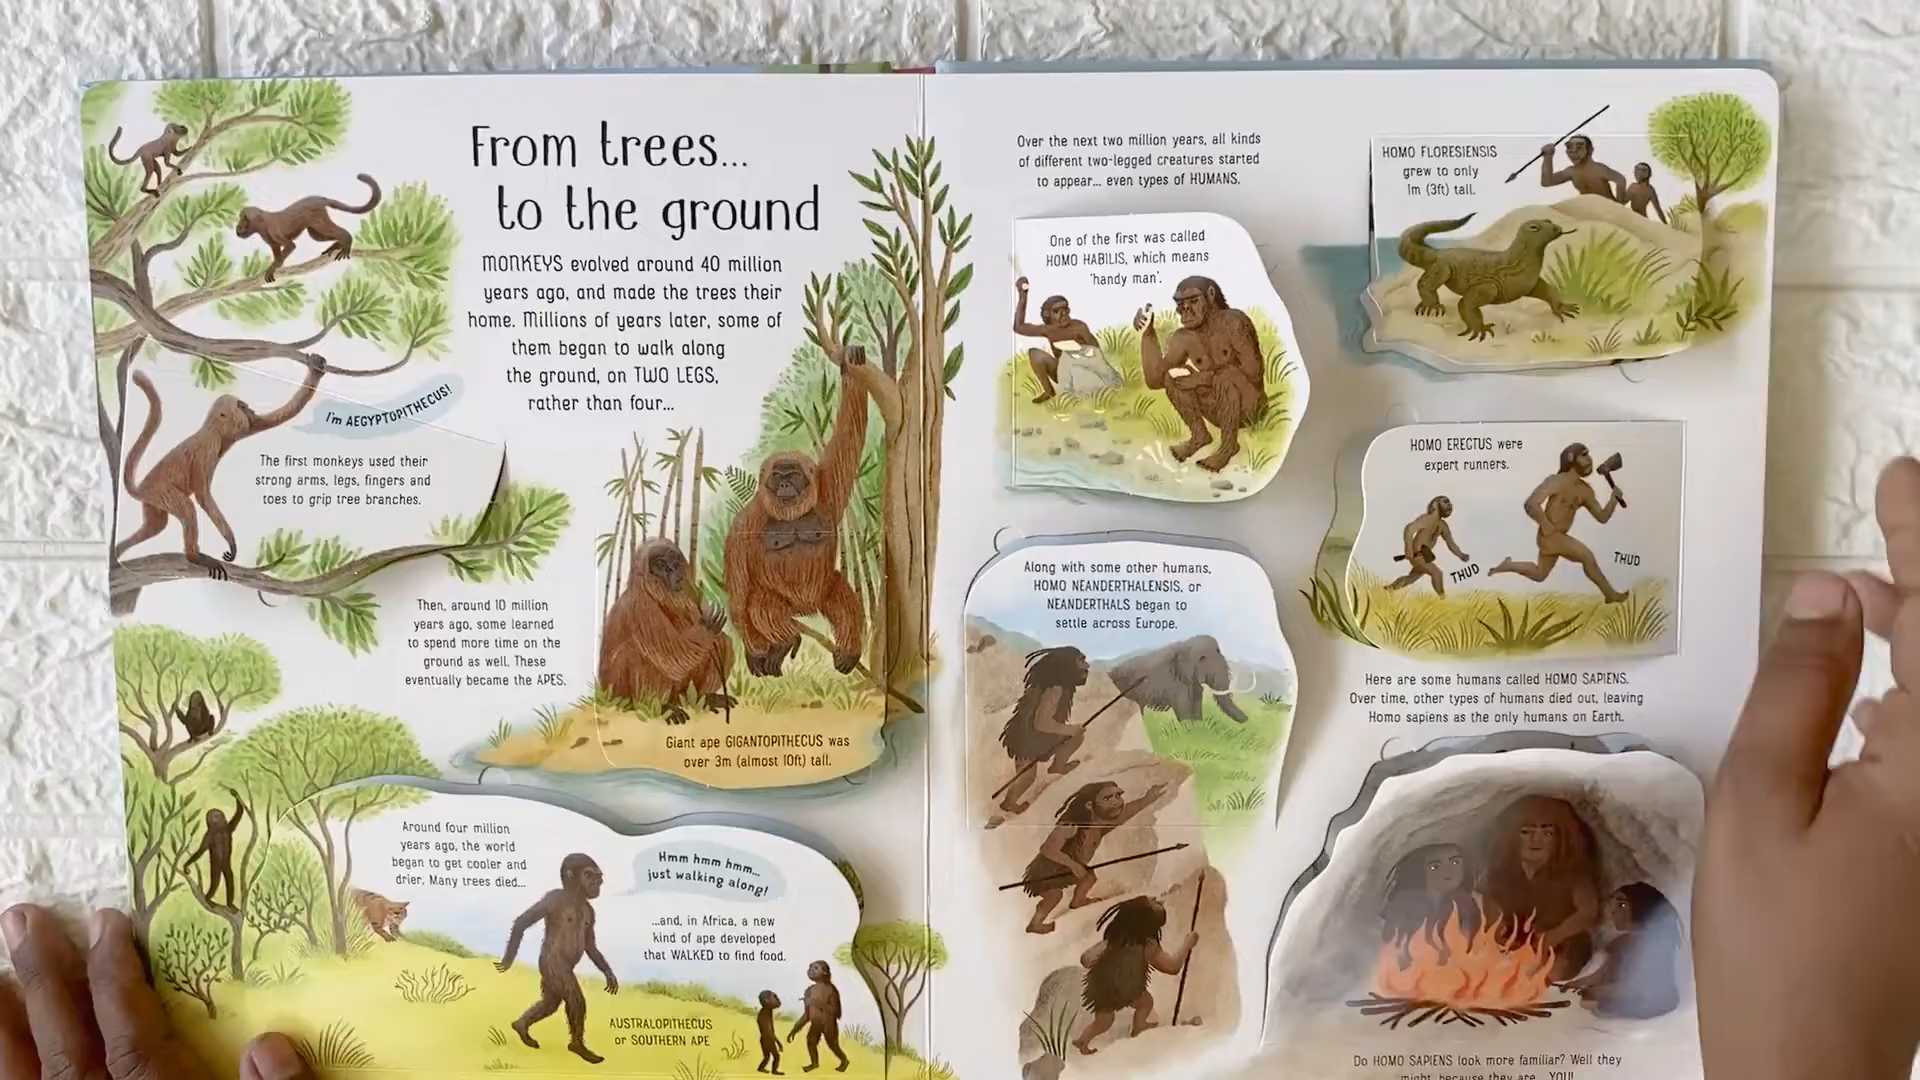 From trees...
to the ground
MONKEYS evolved around 40 million
years ago, and made the trees their
home. Millions of years later, some of
them began to walk along
the ground, on TWO LEGS,
rather than four...
I'm AEGYPTOPITHECUS!
The first monkeys used their
strong arms, legs, fingers and
toes to grip tree branches.
Then, around 10 million
years ago, some learned
to spend more time on the
ground as well. These
eventually became the APES.
Giant ape GIGANTOPITHECUS was
over 3m (almost 10ft) tall.
Around four million
years ago, the world
began to get cooler and
drier. Many trees died...
Hmm hmm hmm...
just walking along!
...and, in Africa, a new
kind of ape developed
that WALKED to find food.
AUSTRALOPITHECUS
or SOUTHERN APE
Over the next two million years, all kinds
of different two-legged creatures started
to appear... even types of HUMANS.
One of the first was called
HOMO HABILIS, which means
'handy man'.
HOMO FLORESIENSIS
grew to only
1m (3ft) tall.
HOMO ERECTUS were
expert runners.
THUD
THUD
Along with some other humans,
HOMO NEANDERTHALENSIS, or
NEANDERTHALS began to
settle across Europe.
Here are some humans called HOMO SAPIENS.
Over time, other types of humans died out, leaving
Homo sapiens as the only humans on Earth.
Do HOMO SAPIENS look more familiar? Well they
might, because they are... YOU!